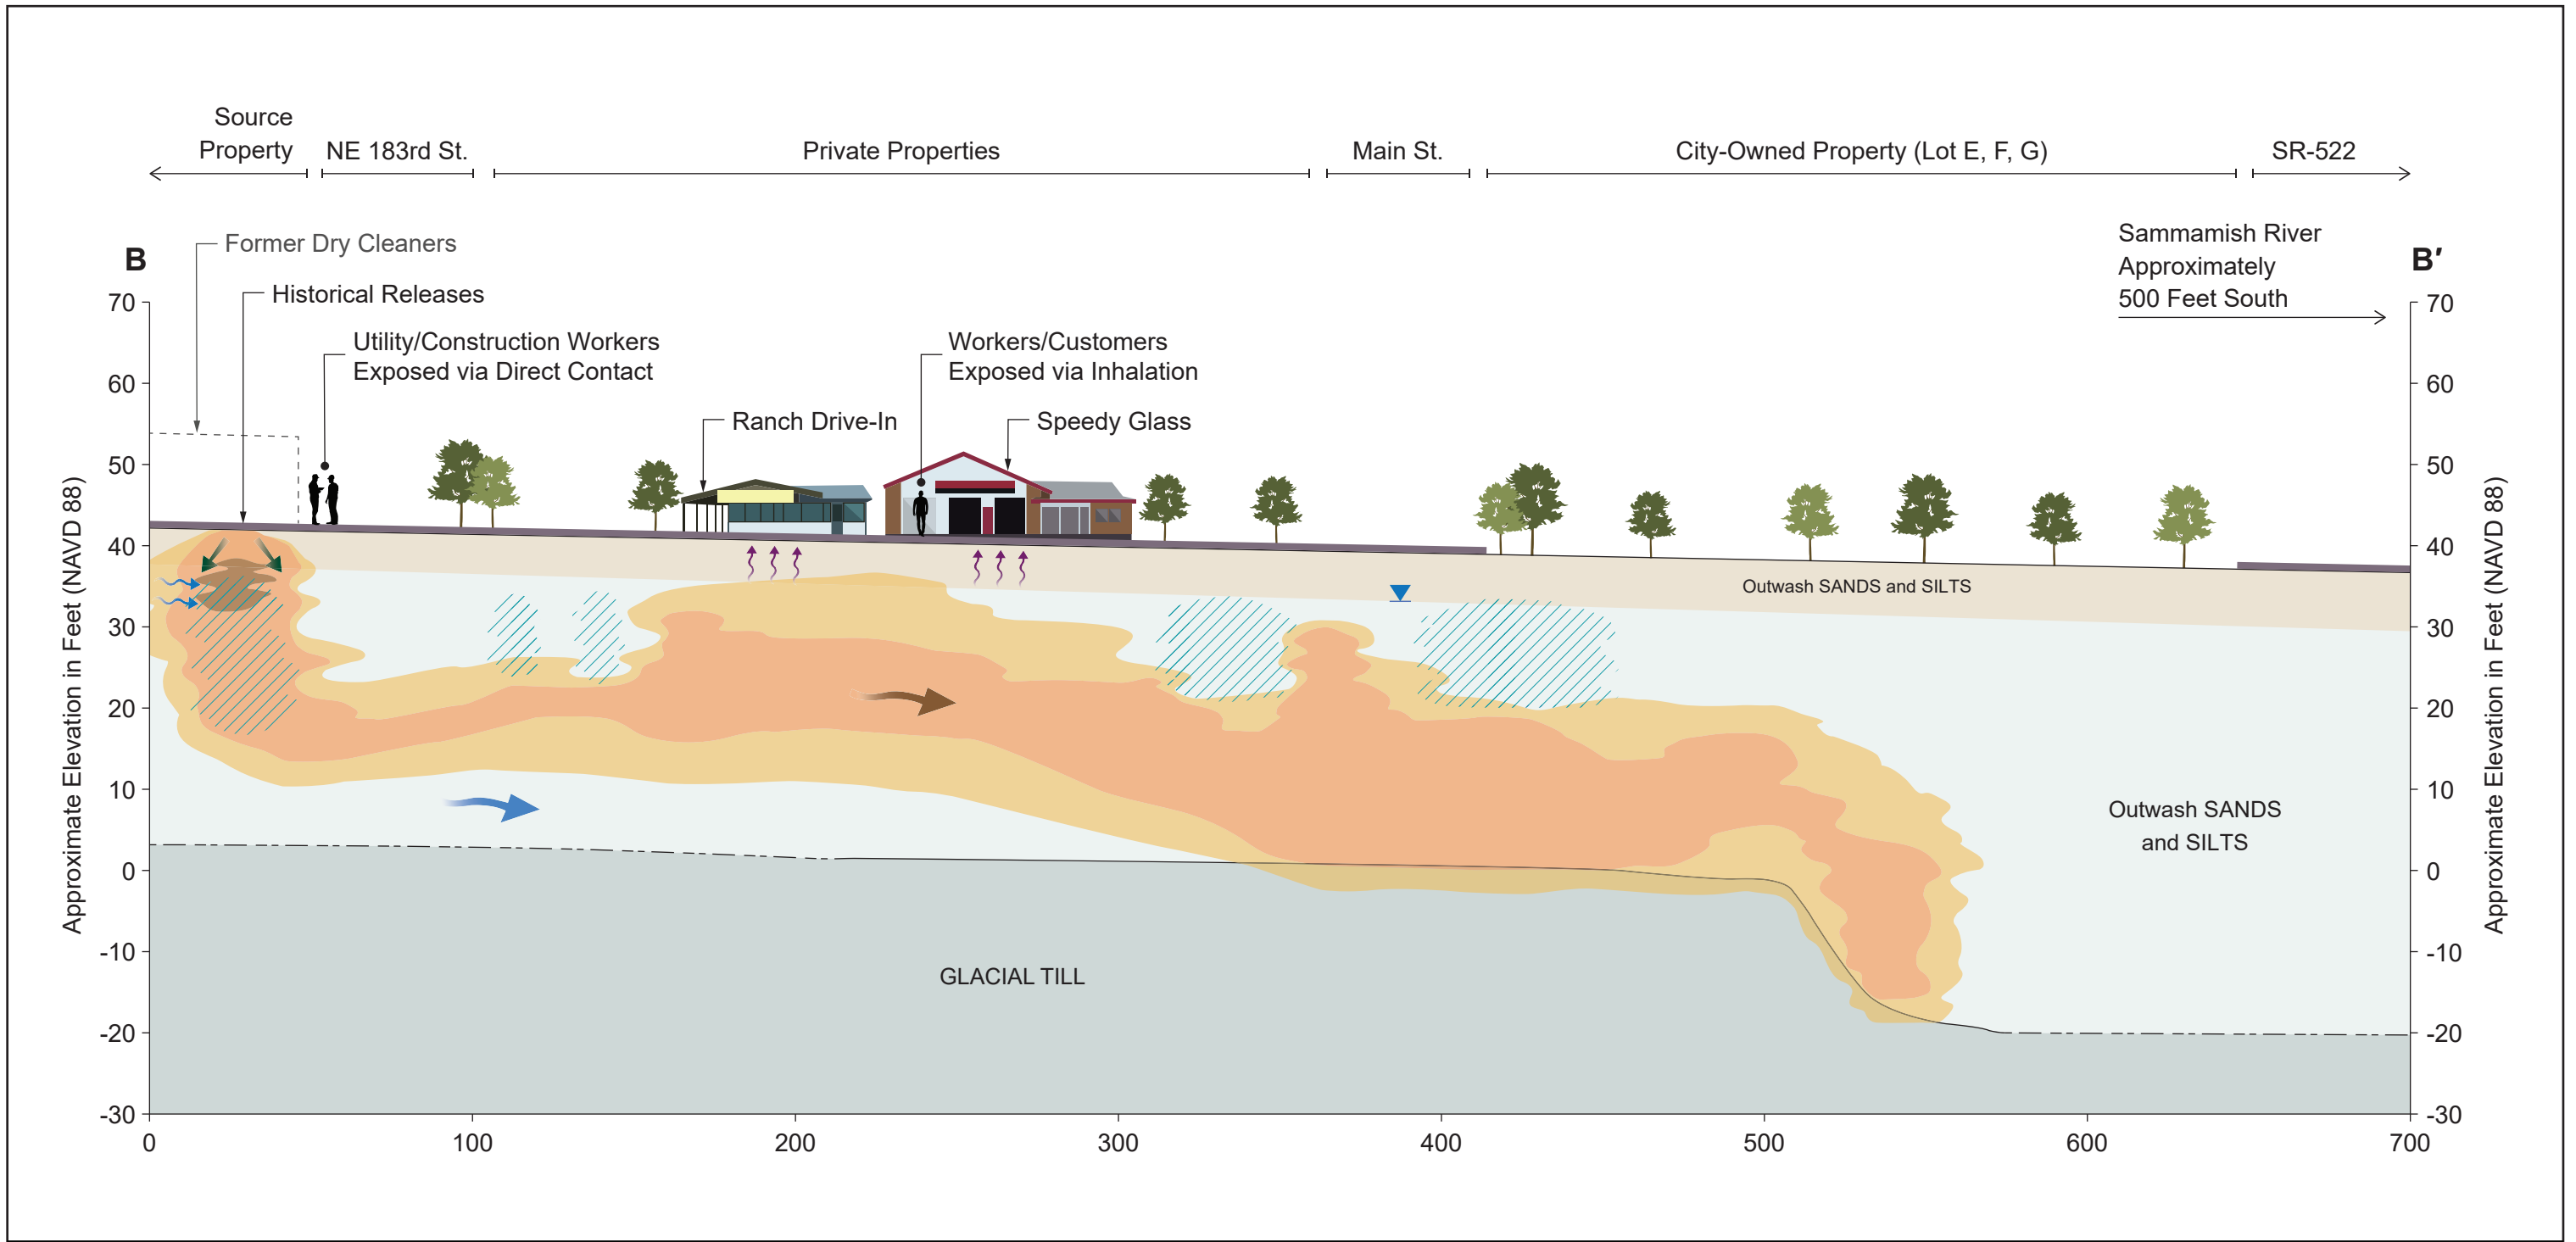 Source
Property
NE 183rd St.
Private Properties
Main St.
City-Owned Property (Lot E, F, G)
SR-522
Former Dry Cleaners
Historical Releases
Utility/Construction Workers
Exposed via Direct Contact
Workers/Customers
Exposed via Inhalation
Ranch Drive-In
Speedy Glass
Sammamish River
Approximately
500 Feet South
B
B′
Approximate Elevation in Feet (NAVD 88)
70
60
50
40
30
20
10
0
-10
-20
-30
Outwash SANDS and SILTS
Outwash SANDS
and SILTS
GLACIAL TILL
70
60
50
40
30
20
10
0
-10
-20
-30
Approximate Elevation in Feet (NAVD 88)
0
100
200
300
400
500
600
700